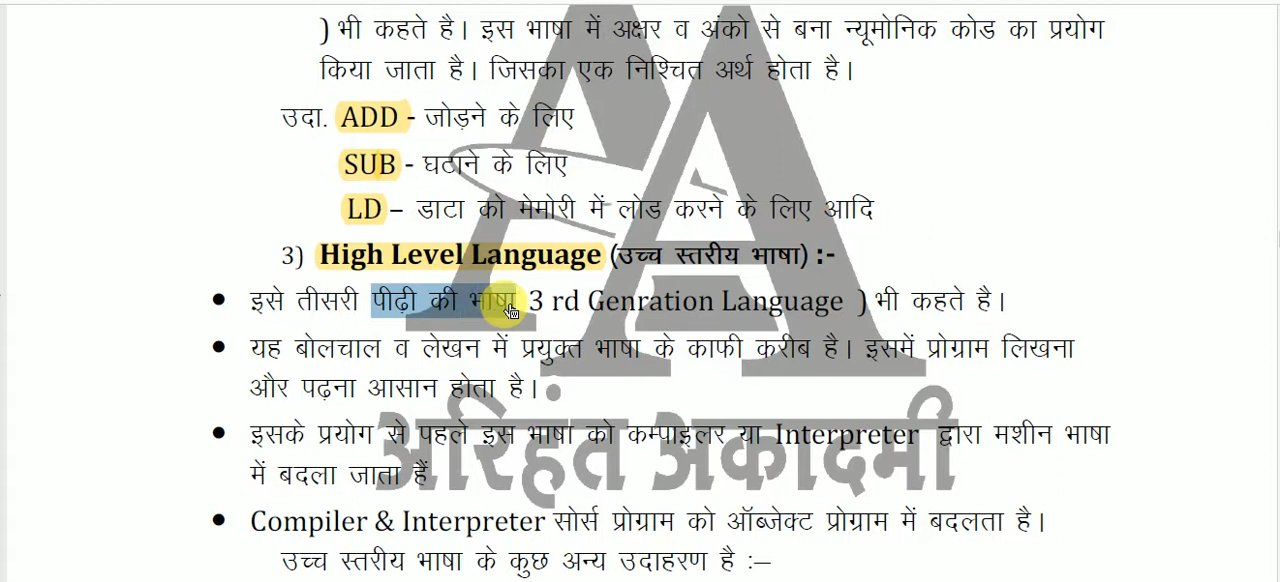 ) भी कहते है। इस भाषा में अक्षर व अंको से बना न्यूमोनिक कोड का प्रयोग
किया जाता है। जिसका एक निश्चित अर्थ होता है।
उदा. ADD - जोड़ने के लिए
SUB - घटाने के लिए
LD – डाटा को मेमोरी में लोड करने के लिए आदि
3) High Level Language (उच्च स्तरीय भाषा) :-
• इसे तीसरी पीढ़ी की भाषा 3 rd Genration Language ) भी कहते है।
• यह बोलचाल व लेखन में प्रयुक्त भाषा के काफी करीब है। इसमें प्रोग्राम लिखना
और पढ़ना आसान होता है।
• इसके प्रयोग से पहले इस भाषा को कम्पाइलर या Interpreter द्वारा मशीन भाषा
में बदला जाता हैं
• Compiler & Interpreter सोर्स प्रोग्राम को ऑब्जेक्ट प्रोग्राम में बदलता है।
उच्च स्तरीय भाषा के कुछ अन्य उदाहरण है :–
अरिहंत अकादमी